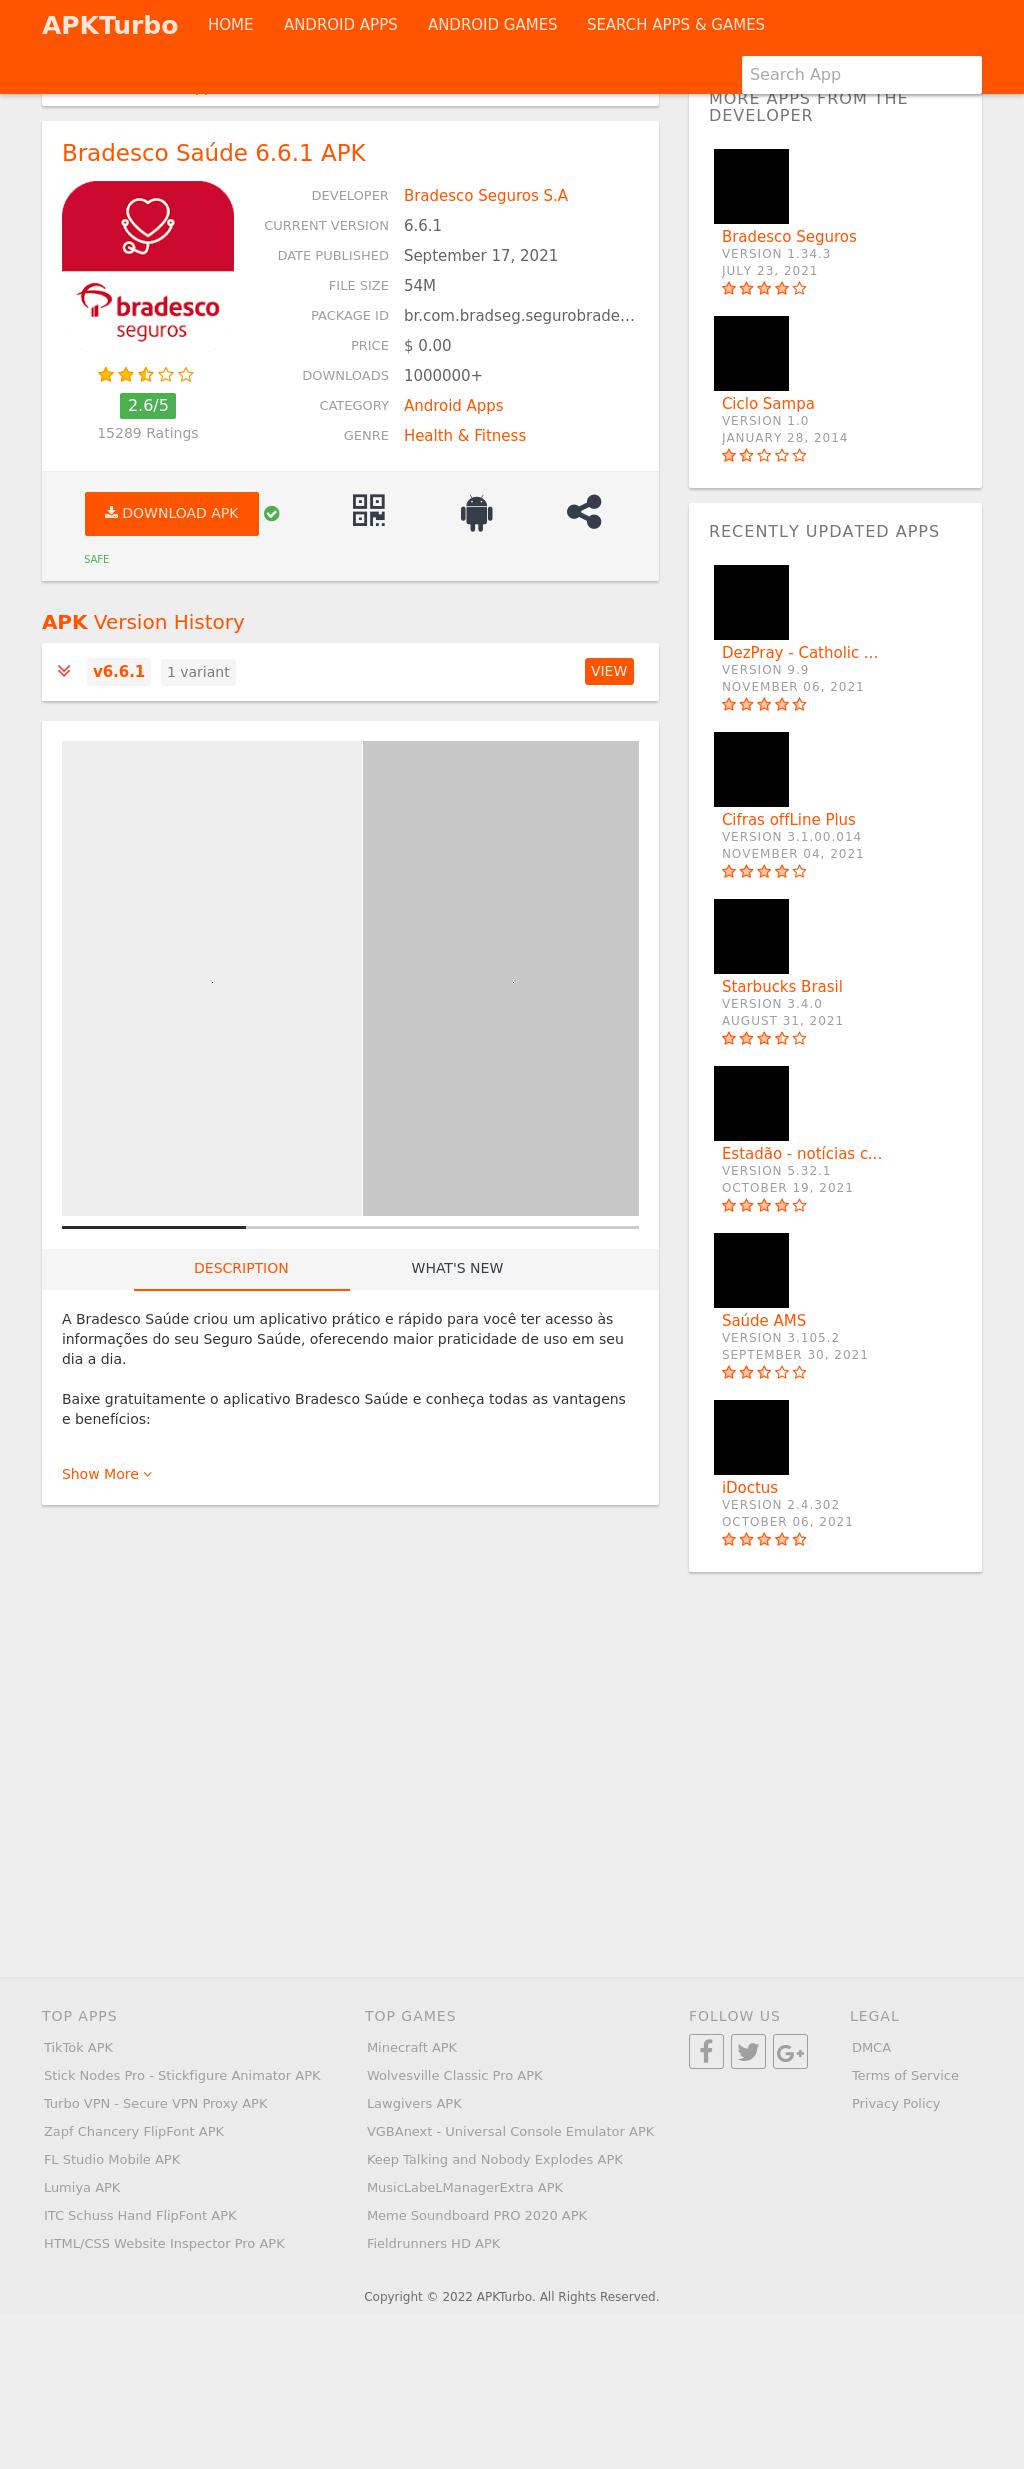 APKTurbo
HOME
ANDROID APPS
ANDROID GAMES
SEARCH APPS & GAMES
Search App
Bradesco Saúde 6.6.1 APK
bradesco
seguros
2.6/5
15289 Ratings
DEVELOPER Bradesco Seguros S.A
CURRENT VERSION 6.6.1
DATE PUBLISHED September 17, 2021
FILE SIZE 54M
PACKAGE ID br.com.bradseg.segurobrade...
PRICE $ 0.00
DOWNLOADS 1000000+
CATEGORY Android Apps
GENRE Health & Fitness
DOWNLOAD APK
SAFE
APK Version History
v6.6.1 1 variant VIEW
DESCRIPTION
WHAT'S NEW
A Bradesco Saúde criou um aplicativo prático e rápido para você ter acesso às
informações do seu Seguro Saúde, oferecendo maior praticidade de uso em seu
dia a dia.
Baixe gratuitamente o aplicativo Bradesco Saúde e conheça todas as vantagens
e benefícios:
Show More
MORE APPS FROM THE
DEVELOPER
Bradesco Seguros
VERSION 1.34.3
JULY 23, 2021
Ciclo Sampa
VERSION 1.0
JANUARY 28, 2014
RECENTLY UPDATED APPS
DezPray - Catholic ...
VERSION 9.9
NOVEMBER 06, 2021
Cifras offLine Plus
VERSION 3.1.00.014
NOVEMBER 04, 2021
Starbucks Brasil
VERSION 3.4.0
AUGUST 31, 2021
Estadão - notícias c...
VERSION 5.32.1
OCTOBER 19, 2021
Saúde AMS
VERSION 3.105.2
SEPTEMBER 30, 2021
iDoctus
VERSION 2.4.302
OCTOBER 06, 2021
TOP APPS
TikTok APK
Stick Nodes Pro - Stickfigure Animator APK
Turbo VPN - Secure VPN Proxy APK
Zapf Chancery FlipFont APK
FL Studio Mobile APK
Lumiya APK
ITC Schuss Hand FlipFont APK
HTML/CSS Website Inspector Pro APK
TOP GAMES
Minecraft APK
Wolvesville Classic Pro APK
Lawgivers APK
VGBAnext - Universal Console Emulator APK
Keep Talking and Nobody Explodes APK
MusicLabeLManagerExtra APK
Meme Soundboard PRO 2020 APK
Fieldrunners HD APK
FOLLOW US
LEGAL
DMCA
Terms of Service
Privacy Policy
Copyright © 2022 APKTurbo. All Rights Reserved.